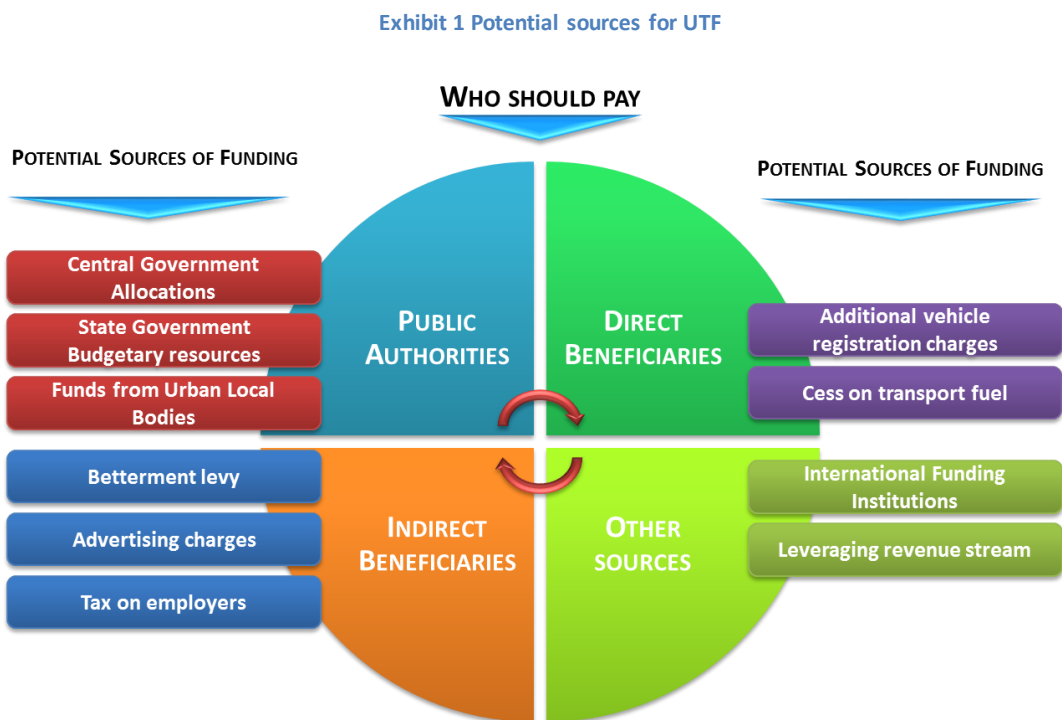 Exhibit 1 Potential sources for UTF
WHO SHOULD PAY
POTENTIAL SOURCES OF FUNDING
POTENTIAL SOURCES OF FUNDING
Central Government
Allocations
State Government
Budgetary resources
Funds from Urban Local
Bodies
PUBLIC
AUTHORITIES
DIRECT
BENEFICIARIES
Additional vehicle
registration charges
Cess on transport fuel
Betterment levy
Advertising charges
Tax on employers
INDIRECT
BENEFICIARIES
OTHER
SOURCES
International Funding
Institutions
Leveraging revenue stream